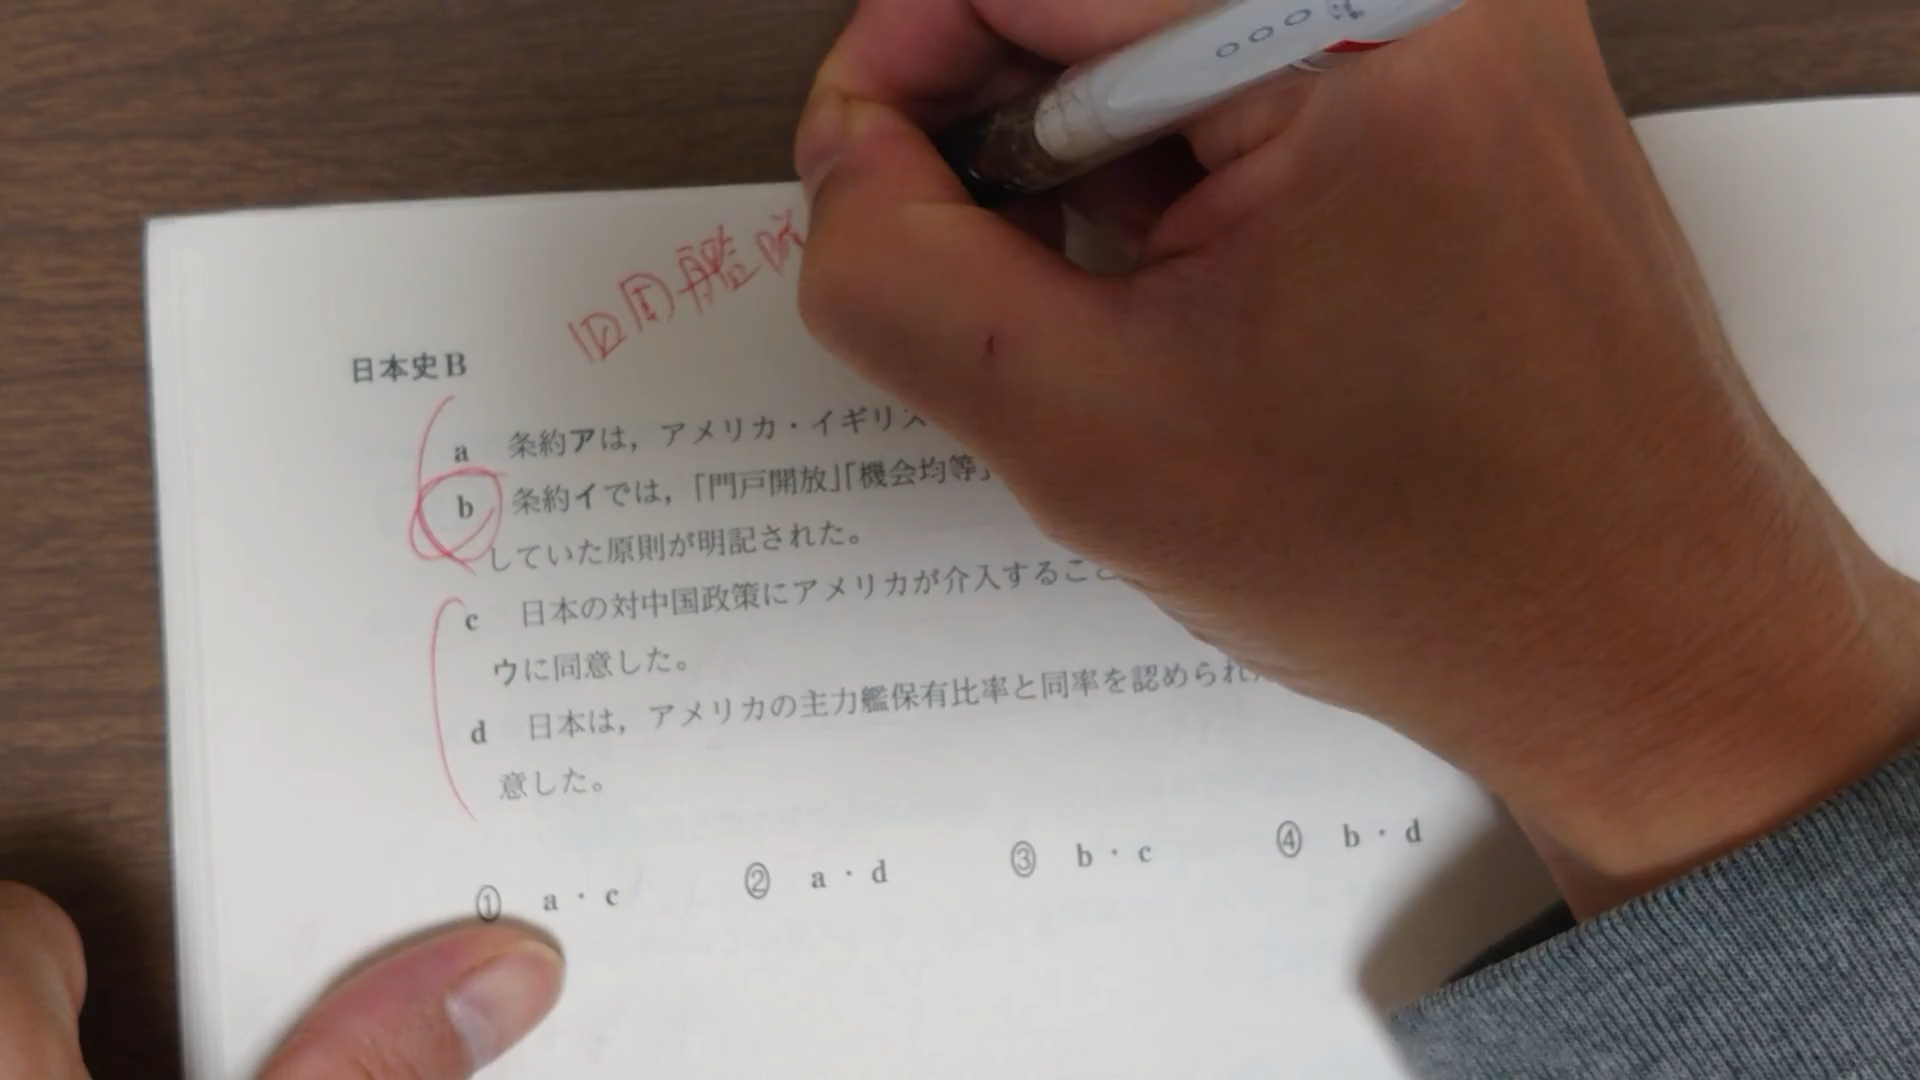 艦隊
日本史B
a 条約アは，アメリカ・イギリス
b 条約イでは，「門戸開放」「機会均等」
していた原則が明記された。
c 日本の対中国政策にアメリカが介入するこ
ウに同意した。
d 日本は，アメリカの主力艦保有比率と同率を認められ
意した。
① a・c ② a・d ③ b・c ④ b・d